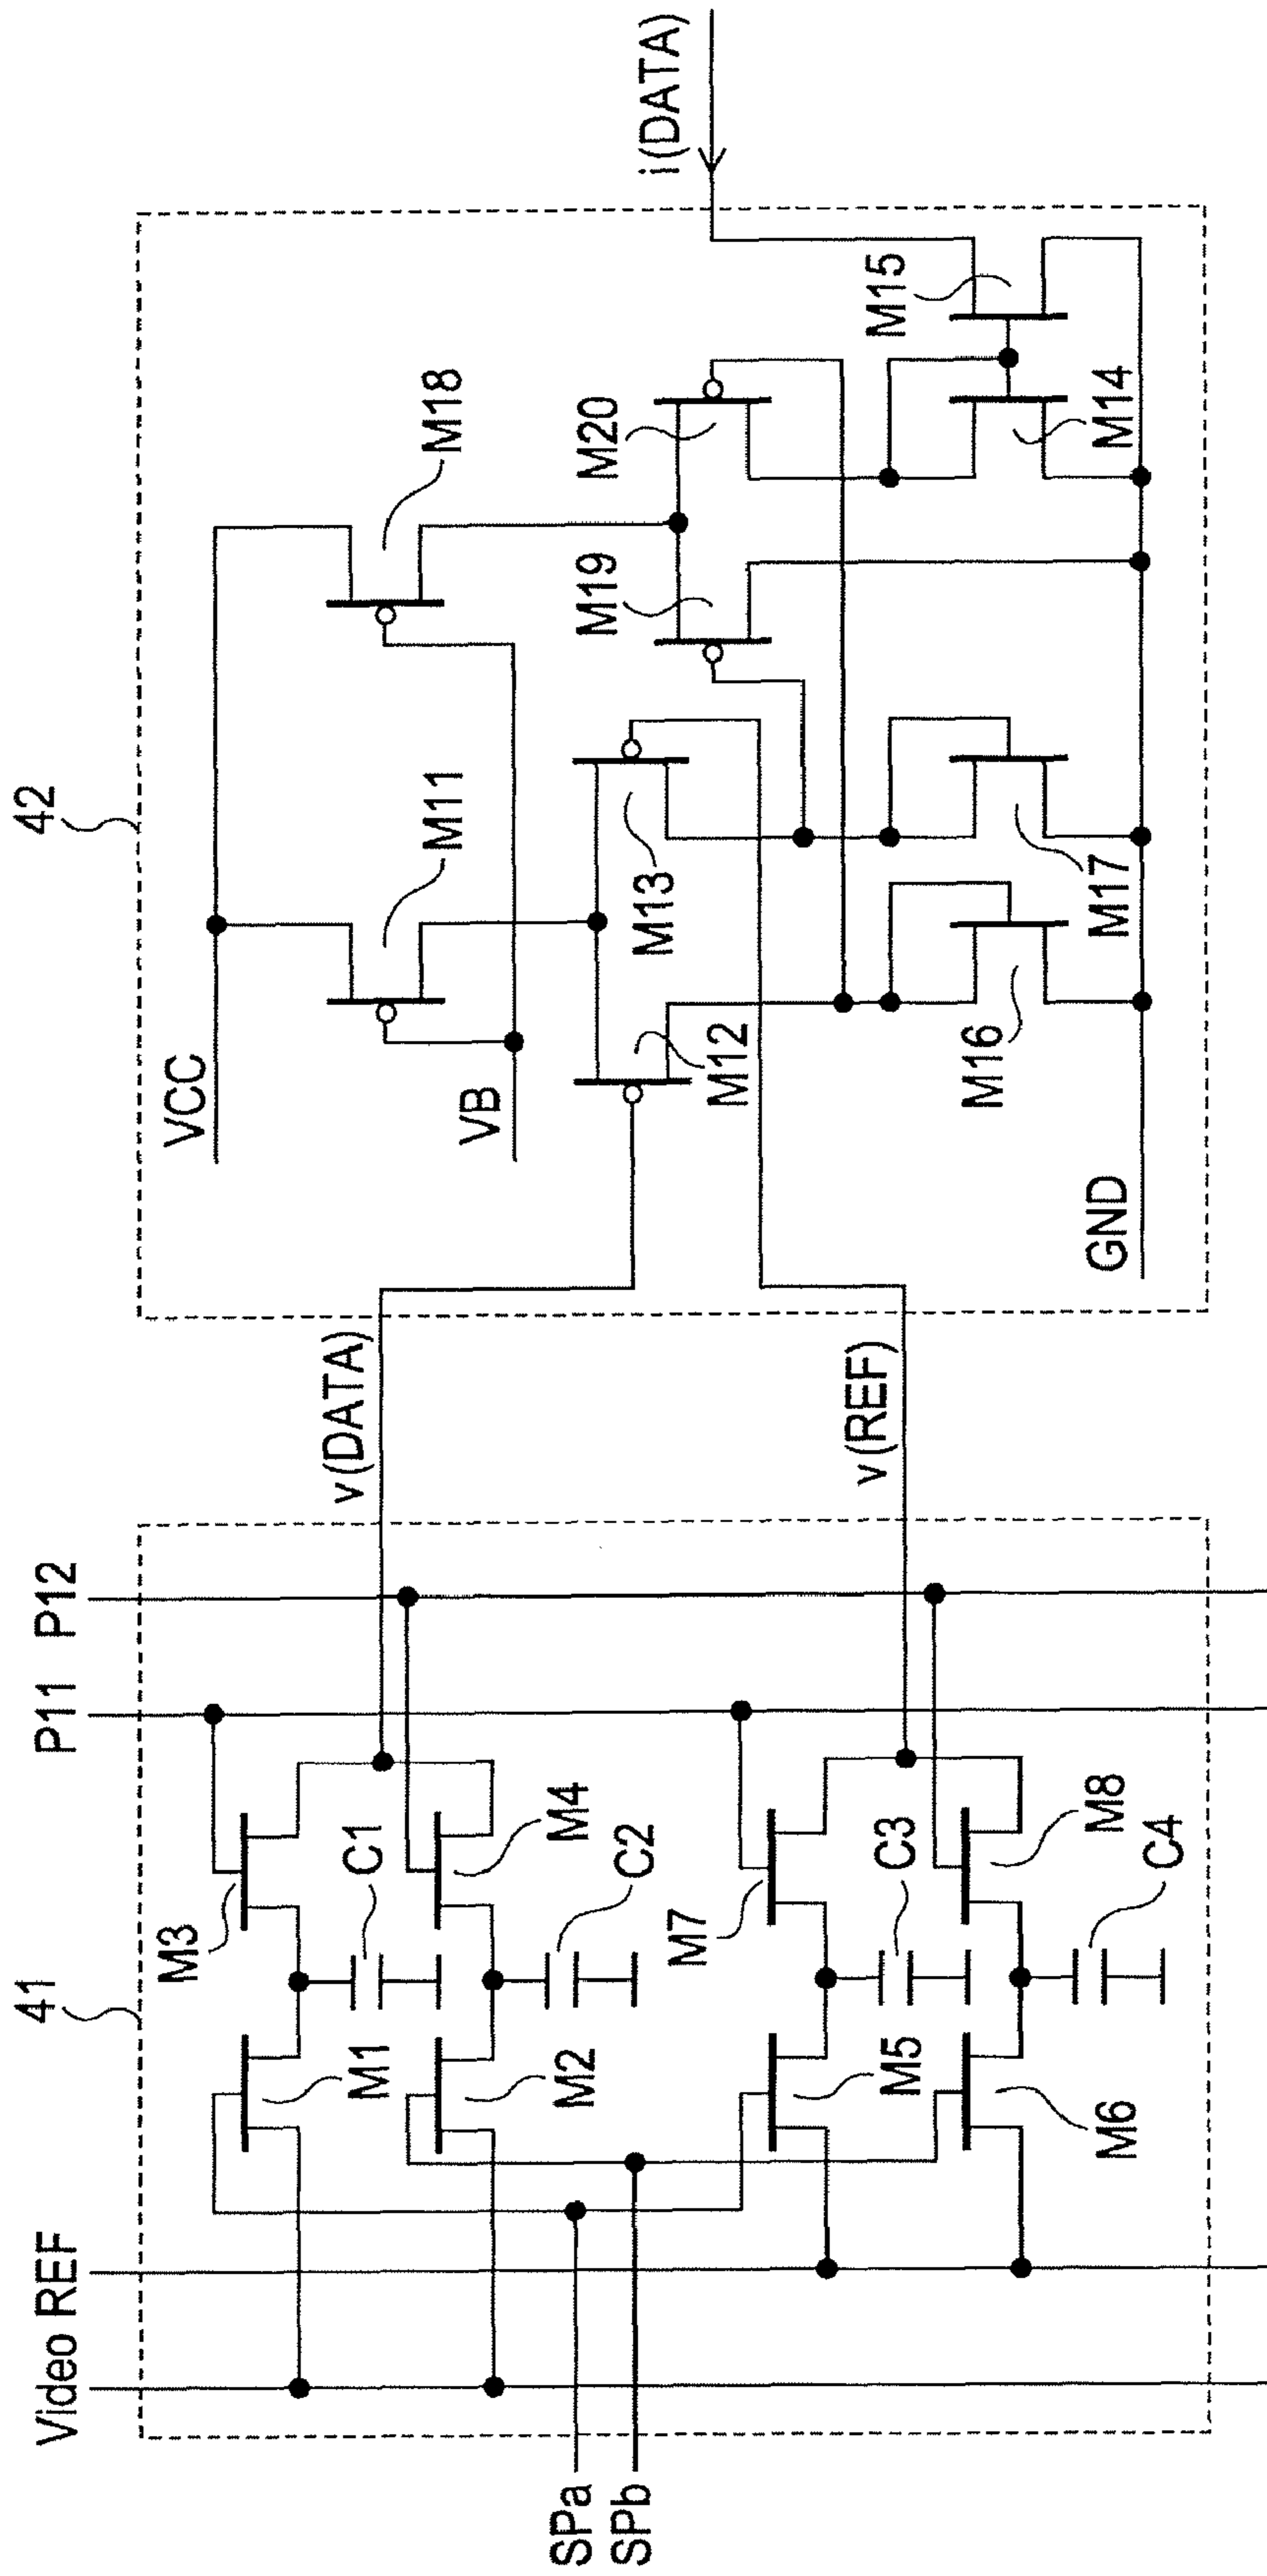 41
42
Video REF
P11 P12
SPa
SPb
M3
M1
C1
M4
M2
C2
M7
M5
C3
M8
M6
C4
v(DATA)
v(REF)
VCC
VB
GND
M11
M18
M12
M13
M19
M20
M16
M17
M14
M15
i(DATA)